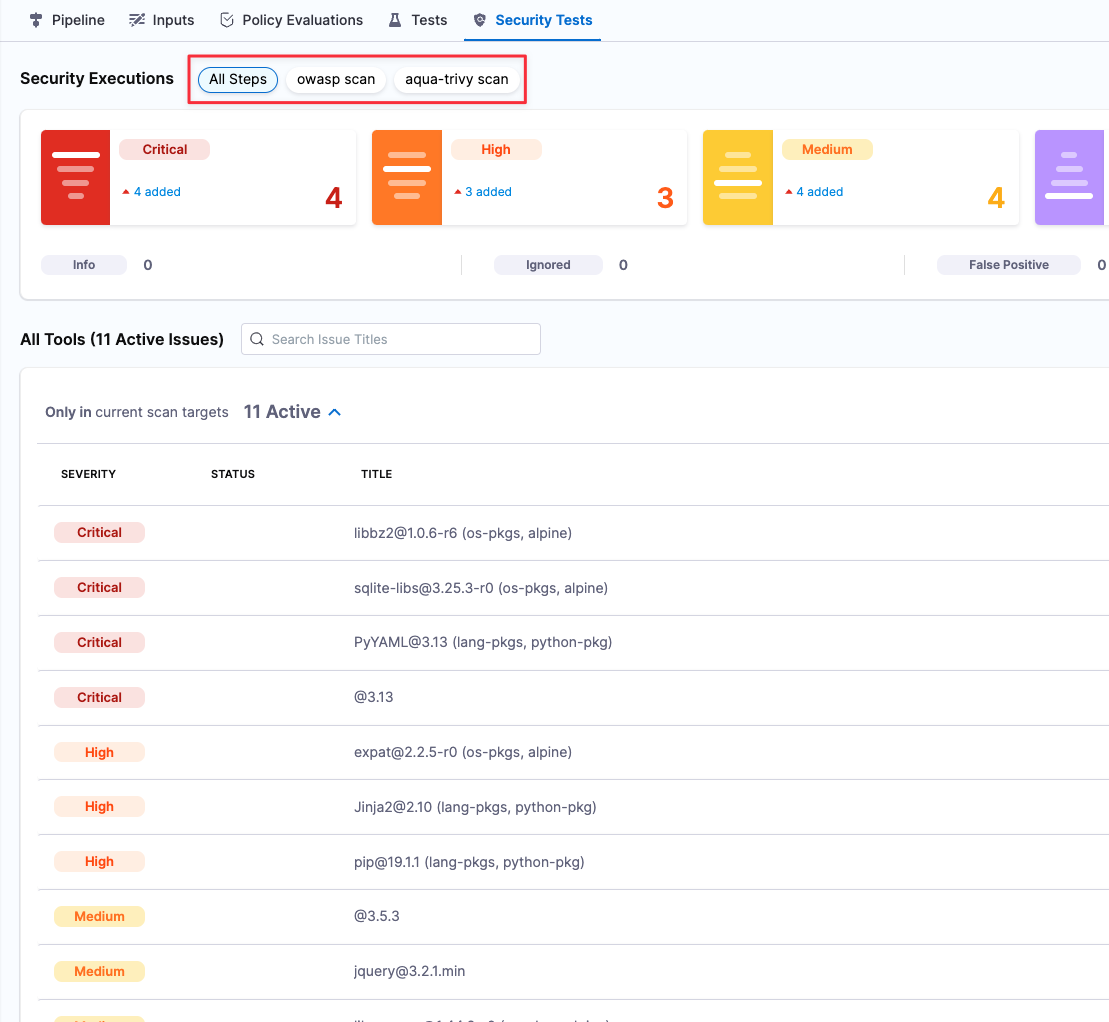 Pipeline Inputs Policy Evaluations Tests Security Tests
Security Executions All Steps owasp scan aqua-trivy scan
Critical High Medium
4 added 4 3 added 3 4 added 4
Info 0 Ignored 0 False Positive 0
All Tools (11 Active Issues) Search Issue Titles
Only in current scan targets 11 Active
SEVERITY STATUS TITLE
Critical libbz2@1.0.6-r6 (os-pkgs, alpine)
Critical sqlite-libs@3.25.3-r0 (os-pkgs, alpine)
Critical PyYAML@3.13 (lang-pkgs, python-pkg)
Critical @3.13
High expat@2.2.5-r0 (os-pkgs, alpine)
High Jinja2@2.10 (lang-pkgs, python-pkg)
High pip@19.1.1 (lang-pkgs, python-pkg)
Medium @3.5.3
Medium jquery@3.2.1.min